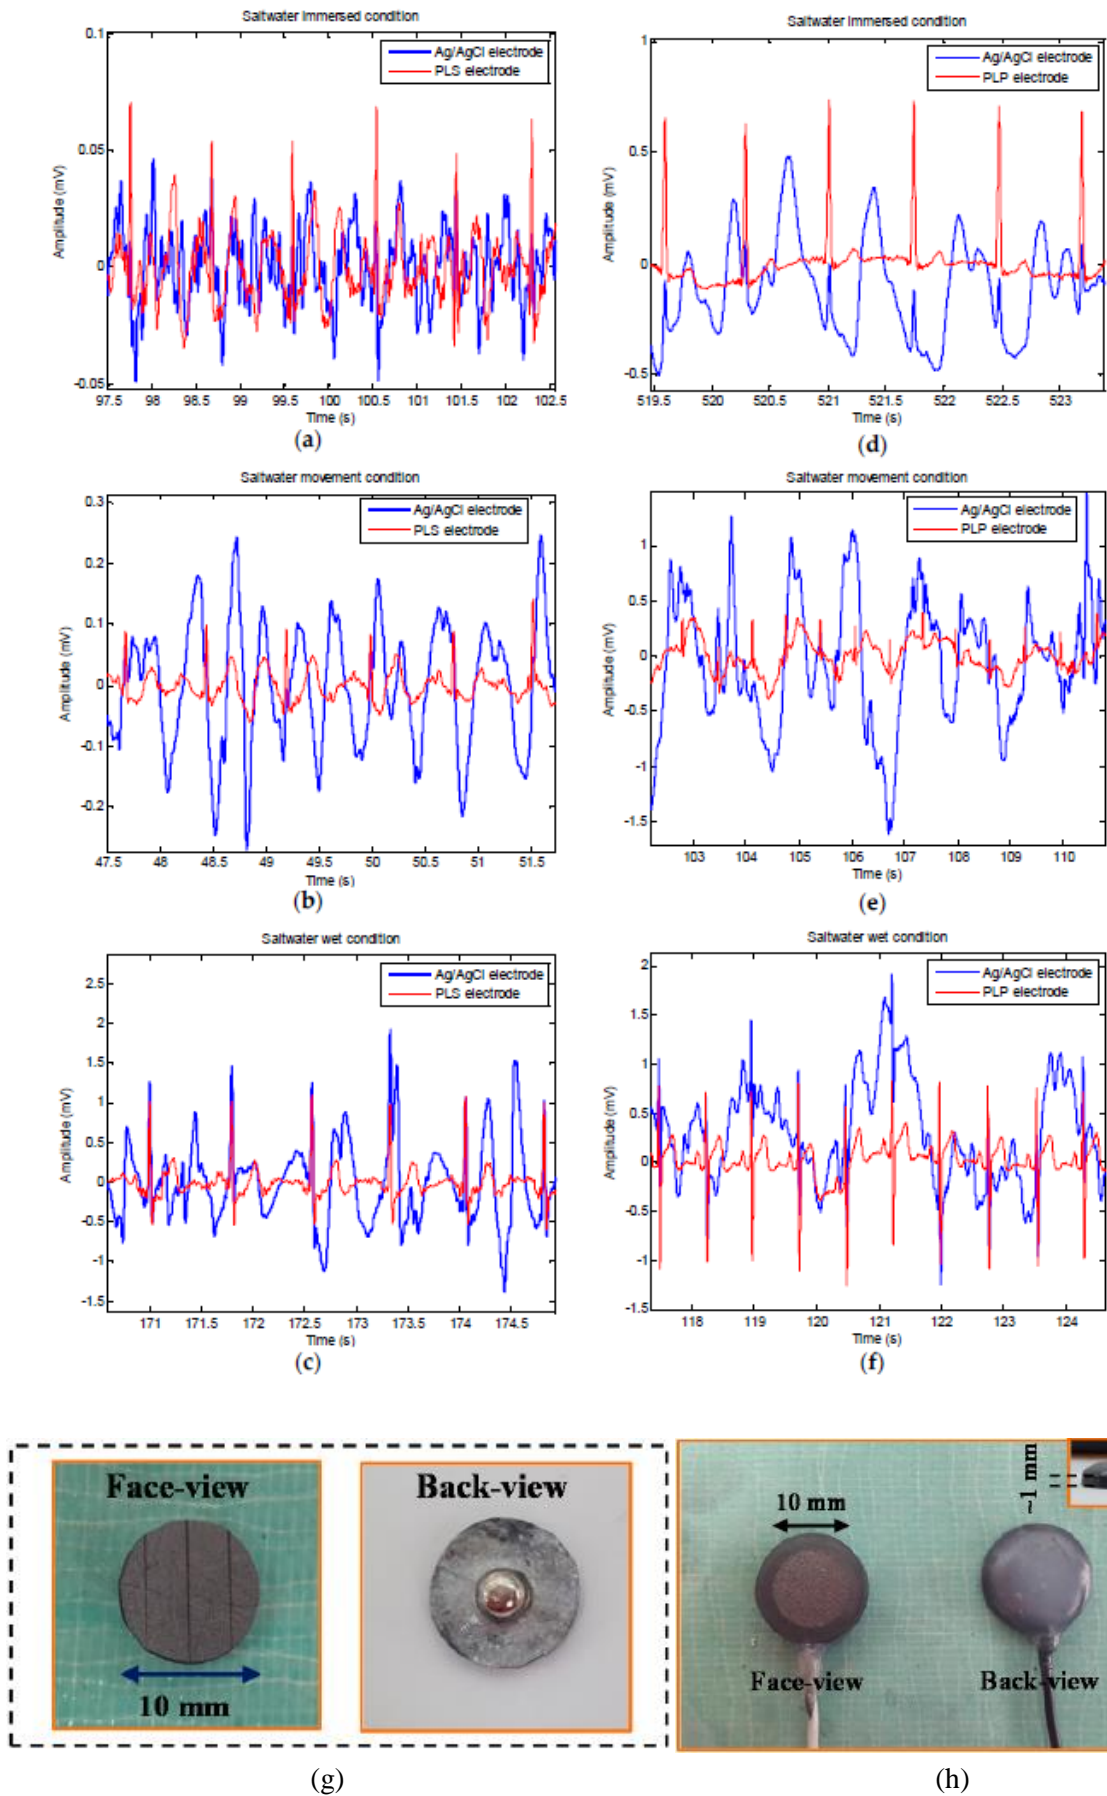 Saltwater immersed condition
0.1
Ag/AgCl electrode
PLS electrode
0.05
Amplitude (mV)
0
-0.05
97.5 98 98.5 99 99.5 100 100.5 101 101.5 102 102.5
Time (s)
(a)
Saltwater immersed condition
1
Ag/AgCl electrode
PLP electrode
0.5
Amplitude (mV)
0
-0.5
519.5 520 520.5 521 521.5 522 522.5 523
Time (s)
(d)
Saltwater movement condition
0.3
Ag/AgCl electrode
PLS electrode
0.2
0.1
Amplitude (mV)
0
-0.1
-0.2
47.5 48 48.5 49 49.5 50 50.5 51 51.5
Time (s)
(b)
Saltwater movement condition
Ag/AgCl electrode
PLP electrode
1
0.5
Amplitude (mV)
0
-0.5
-1
-1.5
103 104 105 106 107 108 109 110
Time (s)
(e)
Saltwater wet condition
2.5
Ag/AgCl electrode
PLS electrode
2
1.5
1
Amplitude (mV)
0.5
0
-0.5
-1
-1.5
171 171.5 172 172.5 173 173.5 174 174.5
Time (s)
(c)
Saltwater wet condition
2
Ag/AgCl electrode
PLP electrode
1.5
1
Amplitude (mV)
0.5
0
-0.5
-1
-1.5
118 119 120 121 122 123 124
Time (s)
(f)
Face-view
10 mm
Back-view
(g)
10 mm
~1 mm
Face-view
Back-view
(h)